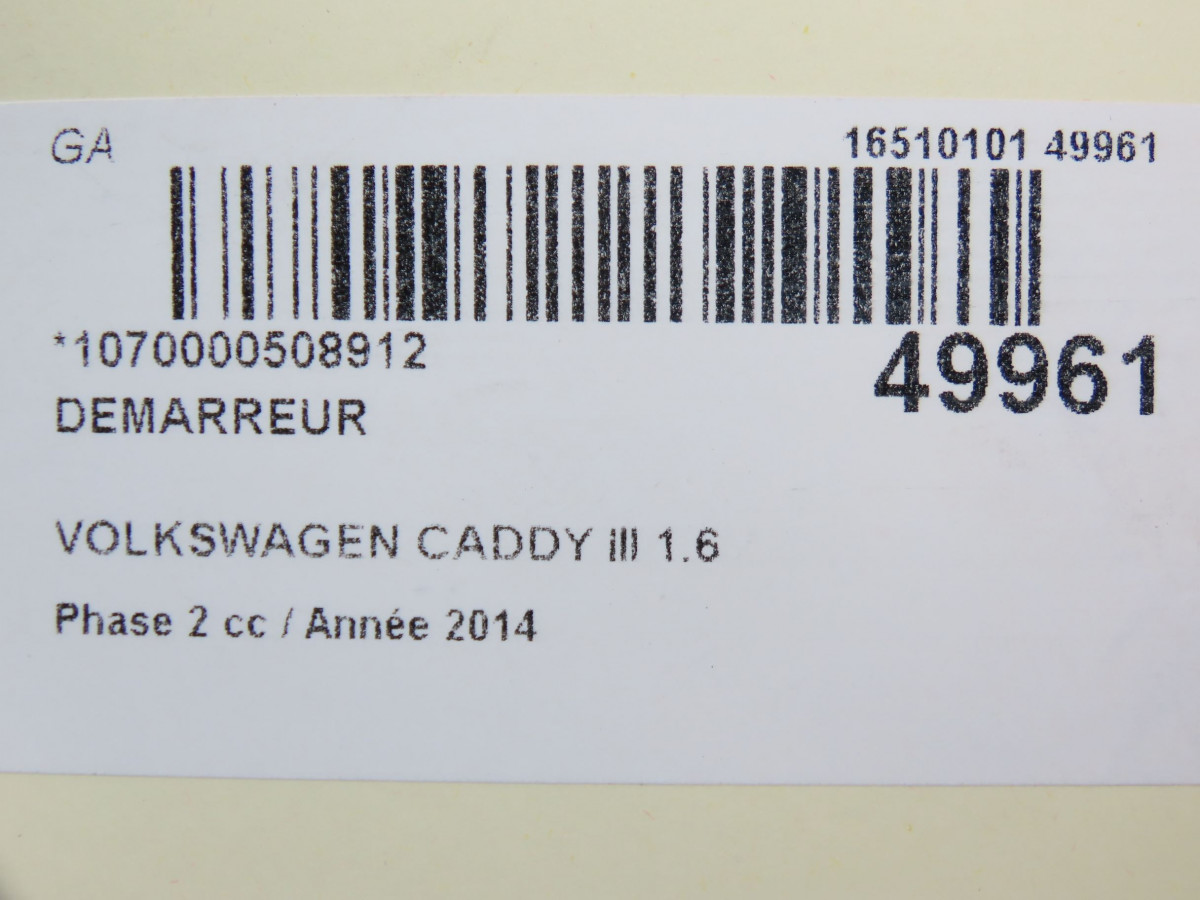 GA
16510101 49961
*1070000508912
49961
DEMARREUR
VOLKSWAGEN CADDY III 1.6
Phase 2 cc / Année 2014